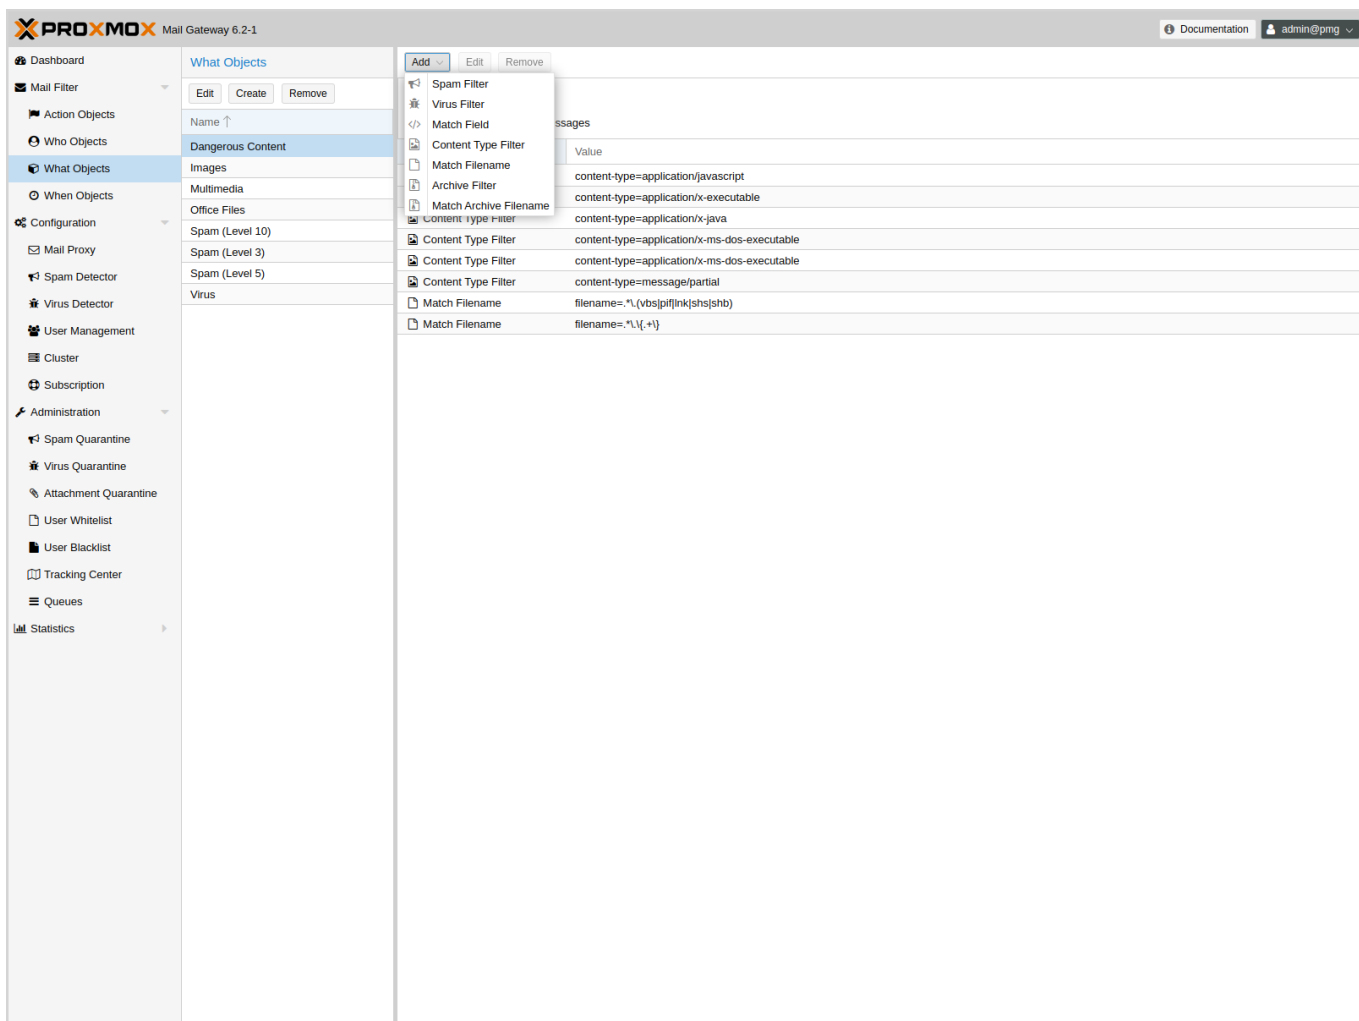 PROXMOX Mail Gateway 6.2-1 Documentation admin@pmg
Dashboard
Mail Filter
Action Objects
Who Objects
What Objects
When Objects
Configuration
Mail Proxy
Spam Detector
Virus Detector
User Management
Cluster
Subscription
Administration
Spam Quarantine
Virus Quarantine
Attachment Quarantine
User Whitelist
User Blacklist
Tracking Center
Queues
Statistics
What Objects
Edit Create Remove
Name
Dangerous Content
Images
Multimedia
Office Files
Spam (Level 10)
Spam (Level 3)
Spam (Level 5)
Virus
Add Edit Remove
Spam Filter
Virus Filter
Match Field
Content Type Filter
Match Filename
Archive Filter
Match Archive Filename
ssages
Value
content-type=application/javascript
content-type=application/x-executable
Content Type Filter content-type=application/x-java
Content Type Filter content-type=application/x-ms-dos-executable
Content Type Filter content-type=application/x-ms-dos-executable
Content Type Filter content-type=message/partial
Match Filename filename=.*\.(vbs|pif|lnk|shs|shb)
Match Filename filename=.*\.\{.+\}